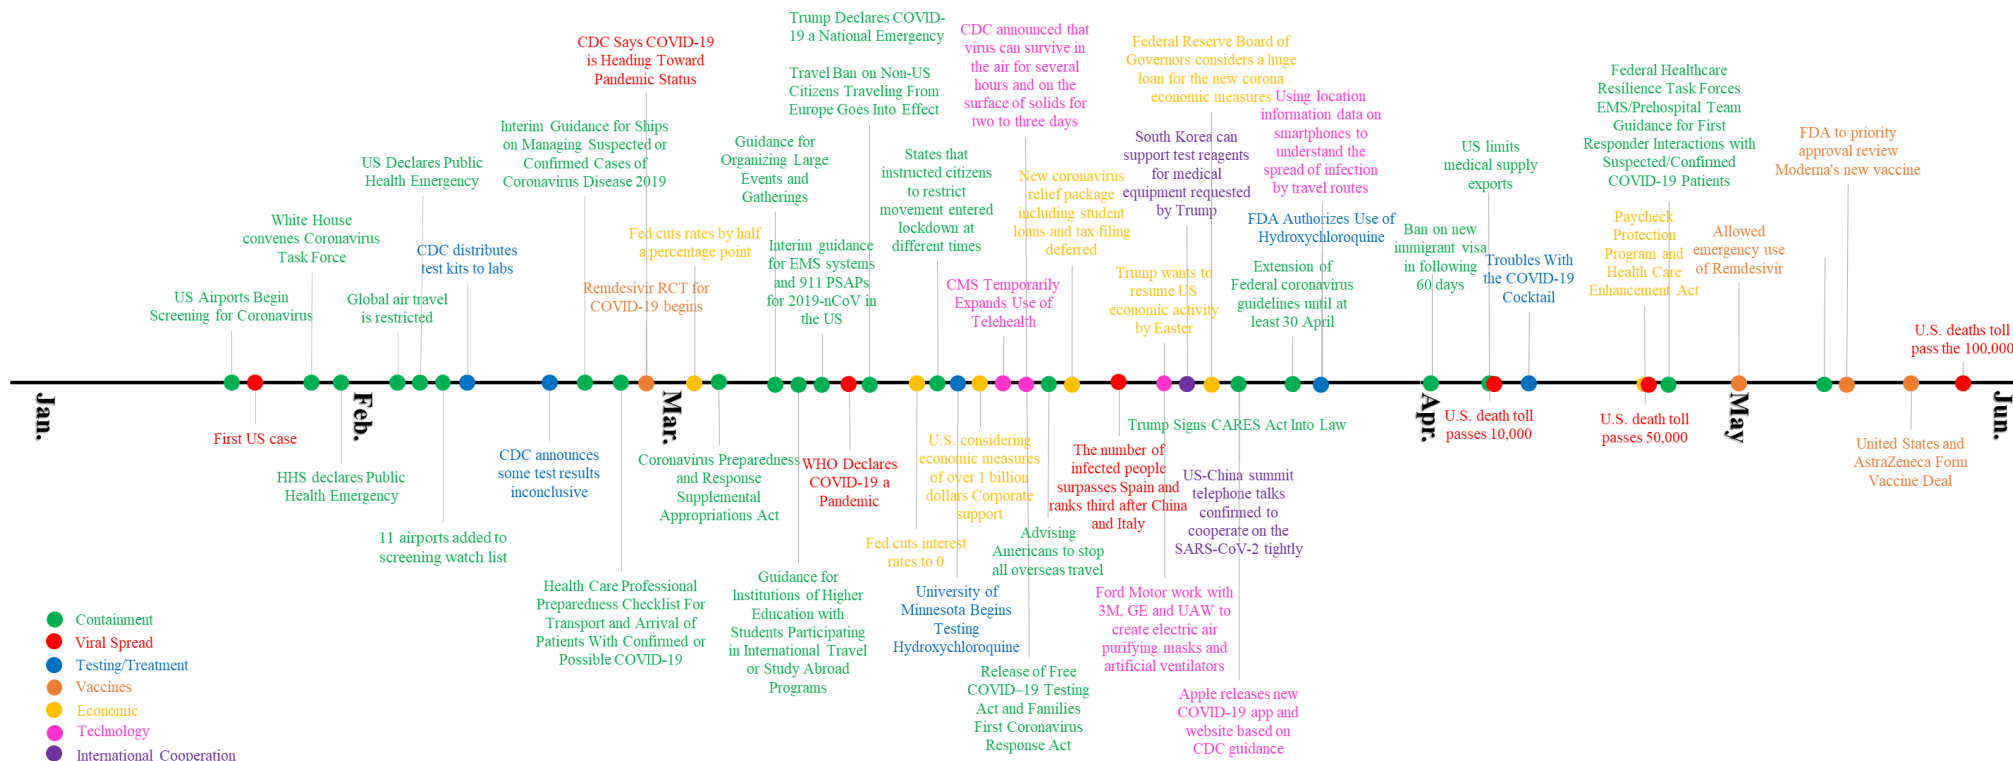 Trump Declares COVID-
19 a National Emergency
Travel Ban on Non-US
Citizens Traveling From
Europe Goes Into Effect
CDC Says COVID-19
is Heading Toward
Pandemic Status
CDC announced that
virus can survive in
the air for several
hours and on the
surface of solids for
two to three days
Federal Reserve Board of
Governors considers a huge
loan for the new corona
economic measures
Using location
information data on
smartphones to
understand the
spread of infection
by travel routes
Federal Healthcare
Resilience Task Forces
EMS/Prehospital Team
Guidance for First
Responder Interactions with
Suspected/Confirmed
COVID-19 Patients
FDA to priority
approval review
Moderna's new vaccine
US limits
medical supply
exports
South Korea can
support test reagents
for medical
equipment requested
by Trump
Interim Guidance for Ships
on Managing Suspected or
Confirmed Cases of
Coronavirus Disease 2019
Guidance for
Organizing Large
Events and
Gatherings
States that
instructed citizens
to restrict
movement entered
lockdown at
different times
New coronavirus
relief package
including student
loans and tax filing
deferred
US Declares Public
Health Emergency
White House
convenes Coronavirus
Task Force
CDC distributes
test kits to labs
Fed cuts rates by half
a percentage point
Interim guidance
for EMS systems
and 911 PSAPs
for 2019-nCoV in
the US
FDA Authorizes Use of
Hydroxychloroquine
Ban on new
immigrant visa
in following
60 days
Troubles With
the COVID-19
Cocktail
Paycheck
Protection
Program and
Health Care
Enhancement Act
Allowed
emergency use
of Remdesivir
US Airports Begin
Screening for Coronavirus
Global air travel
is restricted
Remdesivir RCT for
COVID-19 begins
CMS Temporarily
Expands Use of
Telehealth
Trump wants to
resume US
economic activity
by Easter
Extension of
Federal coronavirus
guidelines until at
least 30 April
U.S. deaths toll
pass the 100,000
Jan.
Feb.
Mar.
Apr.
May
Jun.
First US case
HHS declares Public
Health Emergency
11 airports added to
screening watch list
CDC announces
some test results
inconclusive
Health Care Professional
Preparedness Checklist For
Transport and Arrival of
Patients With Confirmed or
Possible COVID-19
Coronavirus Preparedness
and Response
Supplemental
Appropriations Act
Guidance for
Institutions of Higher
Education with
Students Participating
in International Travel
or Study Abroad
Programs
WHO Declares
COVID-19 a
Pandemic
Fed cuts interest
rates to 0
University of
Minnesota Begins
Testing
Hydroxychloroquine
U.S. considering
economic measures
of over 1 billion
dollars Corporate
support
Release of Free
COVID–19 Testing
Act and Families
First Coronavirus
Response Act
Advising
Americans to stop
all overseas travel
The number of
infected people
surpasses Spain and
ranks third after China
and Italy
Ford Motor work with
3M, GE and UAW to
create electric air
purifying masks and
artificial ventilators
Trump Signs CARES Act Into Law
US-China summit
telephone talks
confirmed to
cooperate on the
SARS-CoV-2 tightly
Apple releases new
COVID-19 app and
website based on
CDC guidance
U.S. death toll
passes 10,000
U.S. death toll
passes 50,000
United States and
AstraZeneca Form
Vaccine Deal
Containment
Viral Spread
Testing/Treatment
Vaccines
Economic
Technology
International Cooperation